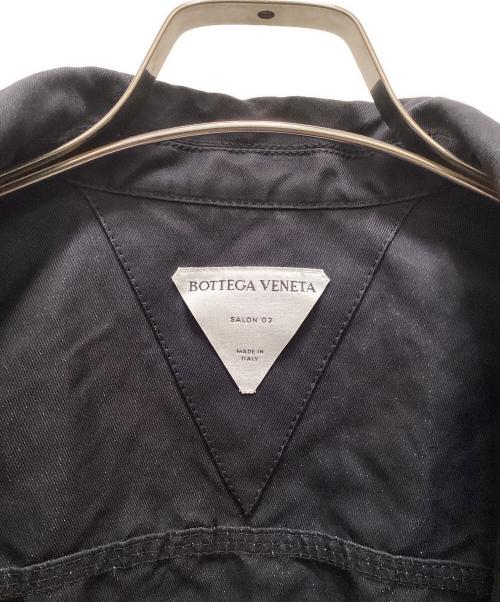 BOTTEGA VENETA
SALON 02
MADE IN
ITALY